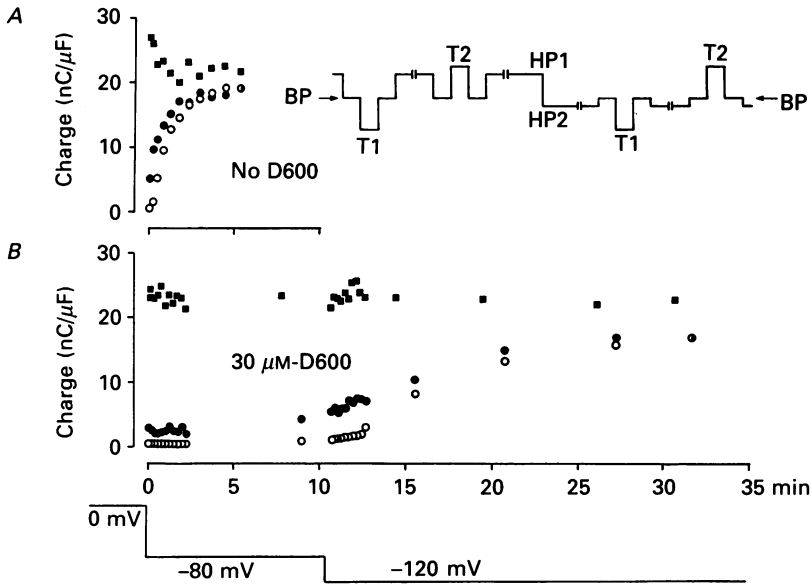 A
Charge (nC/µF)
30
20
10
0
No D600
BP
T1
T2
HP1
HP2
T1
T2
BP
B
Charge (nC/µF)
30
20
10
0
30 µM-D600
0 5 10 15 20 25 30 35 min
0 mV
–80 mV
–120 mV